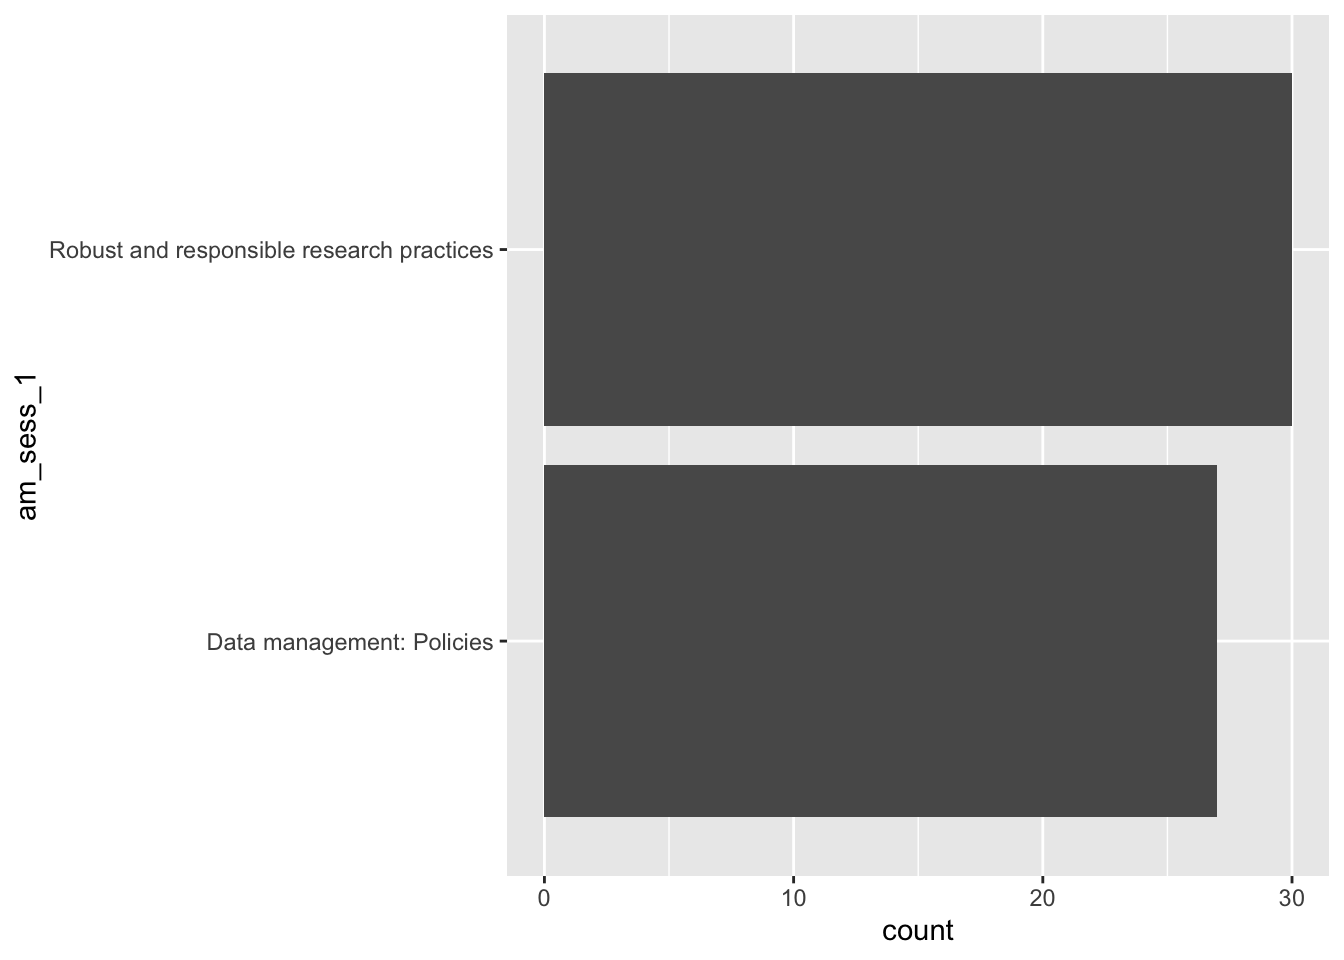 am_sess_1
Robust and responsible research practices
Data management: Policies
0 10 20 30
count